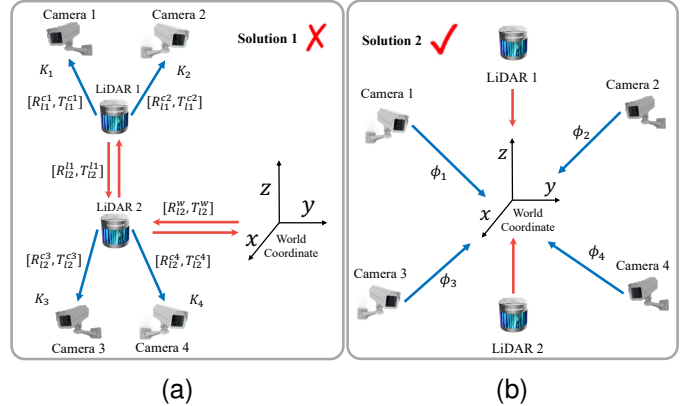 Camera 1
Camera 2
Solution 1
K₁
K₂
LiDAR 1
[R_{l1}^{c1}, T_{l1}^{c1}]
[R_{l1}^{c2}, T_{l1}^{c2}]
[R_{l2}^{l1}, T_{l2}^{l1}]
LiDAR 2
[R_{l2}^{w}, T_{l2}^{w}]
z
y
x
World
Coordinate
[R_{l2}^{c3}, T_{l2}^{c3}]
[R_{l2}^{c4}, T_{l2}^{c4}]
K₃
K₄
Camera 3
Camera 4
(a)
Solution 2
LiDAR 1
Camera 1
Camera 2
ϕ₁
ϕ₂
z
y
x
World
Coordinate
Camera 3
ϕ₃
ϕ₄
Camera 4
LiDAR 2
(b)